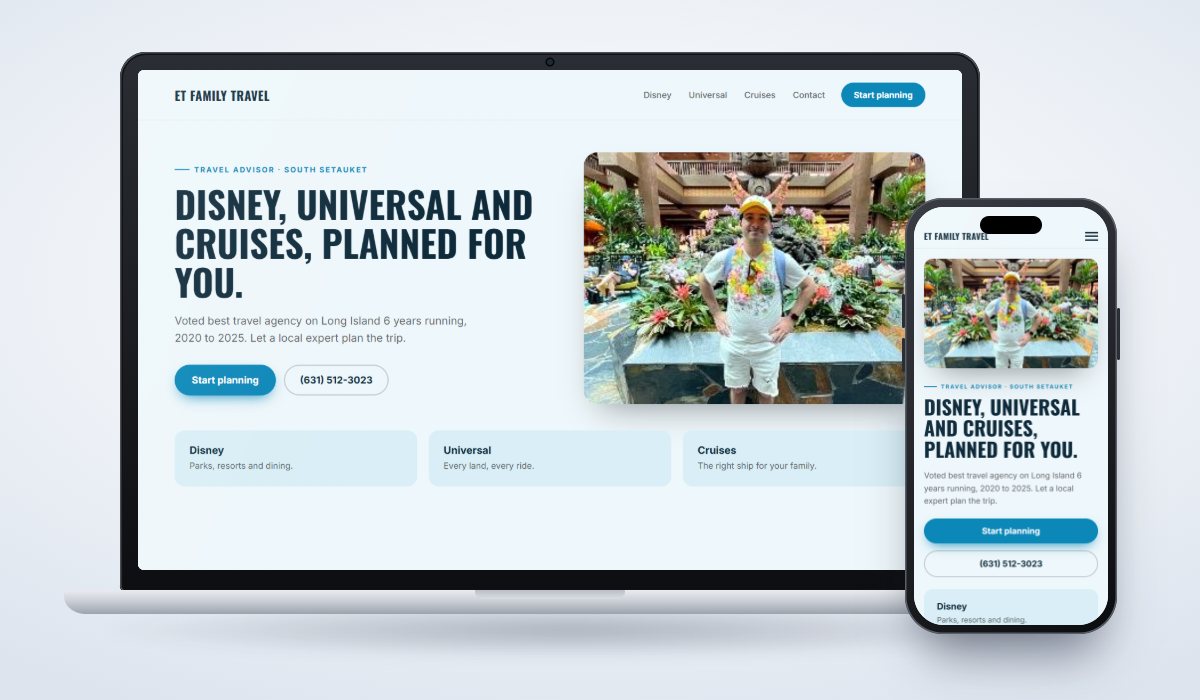 ET FAMILY TRAVEL
Disney
Universal
Cruises
Contact
Start planning
TRAVEL ADVISOR · SOUTH SETAUKET
DISNEY, UNIVERSAL AND
CRUISES, PLANNED FOR
YOU.
Voted best travel agency on Long Island 6 years running,
2020 to 2025. Let a local expert plan the trip.
Start planning
(631) 512-3023
Disney
Parks, resorts and dining.
Universal
Every land, every ride.
Cruises
The right ship for your family.
ET FAMILY TRAVEL
TRAVEL ADVISOR · SOUTH SETAUKET
DISNEY, UNIVERSAL
AND CRUISES,
PLANNED FOR YOU.
Voted best travel agency on Long Island 6
years running, 2020 to 2025. Let a local
expert plan the trip.
Start planning
(631) 512-3023
Disney
Parks, resorts and dining.